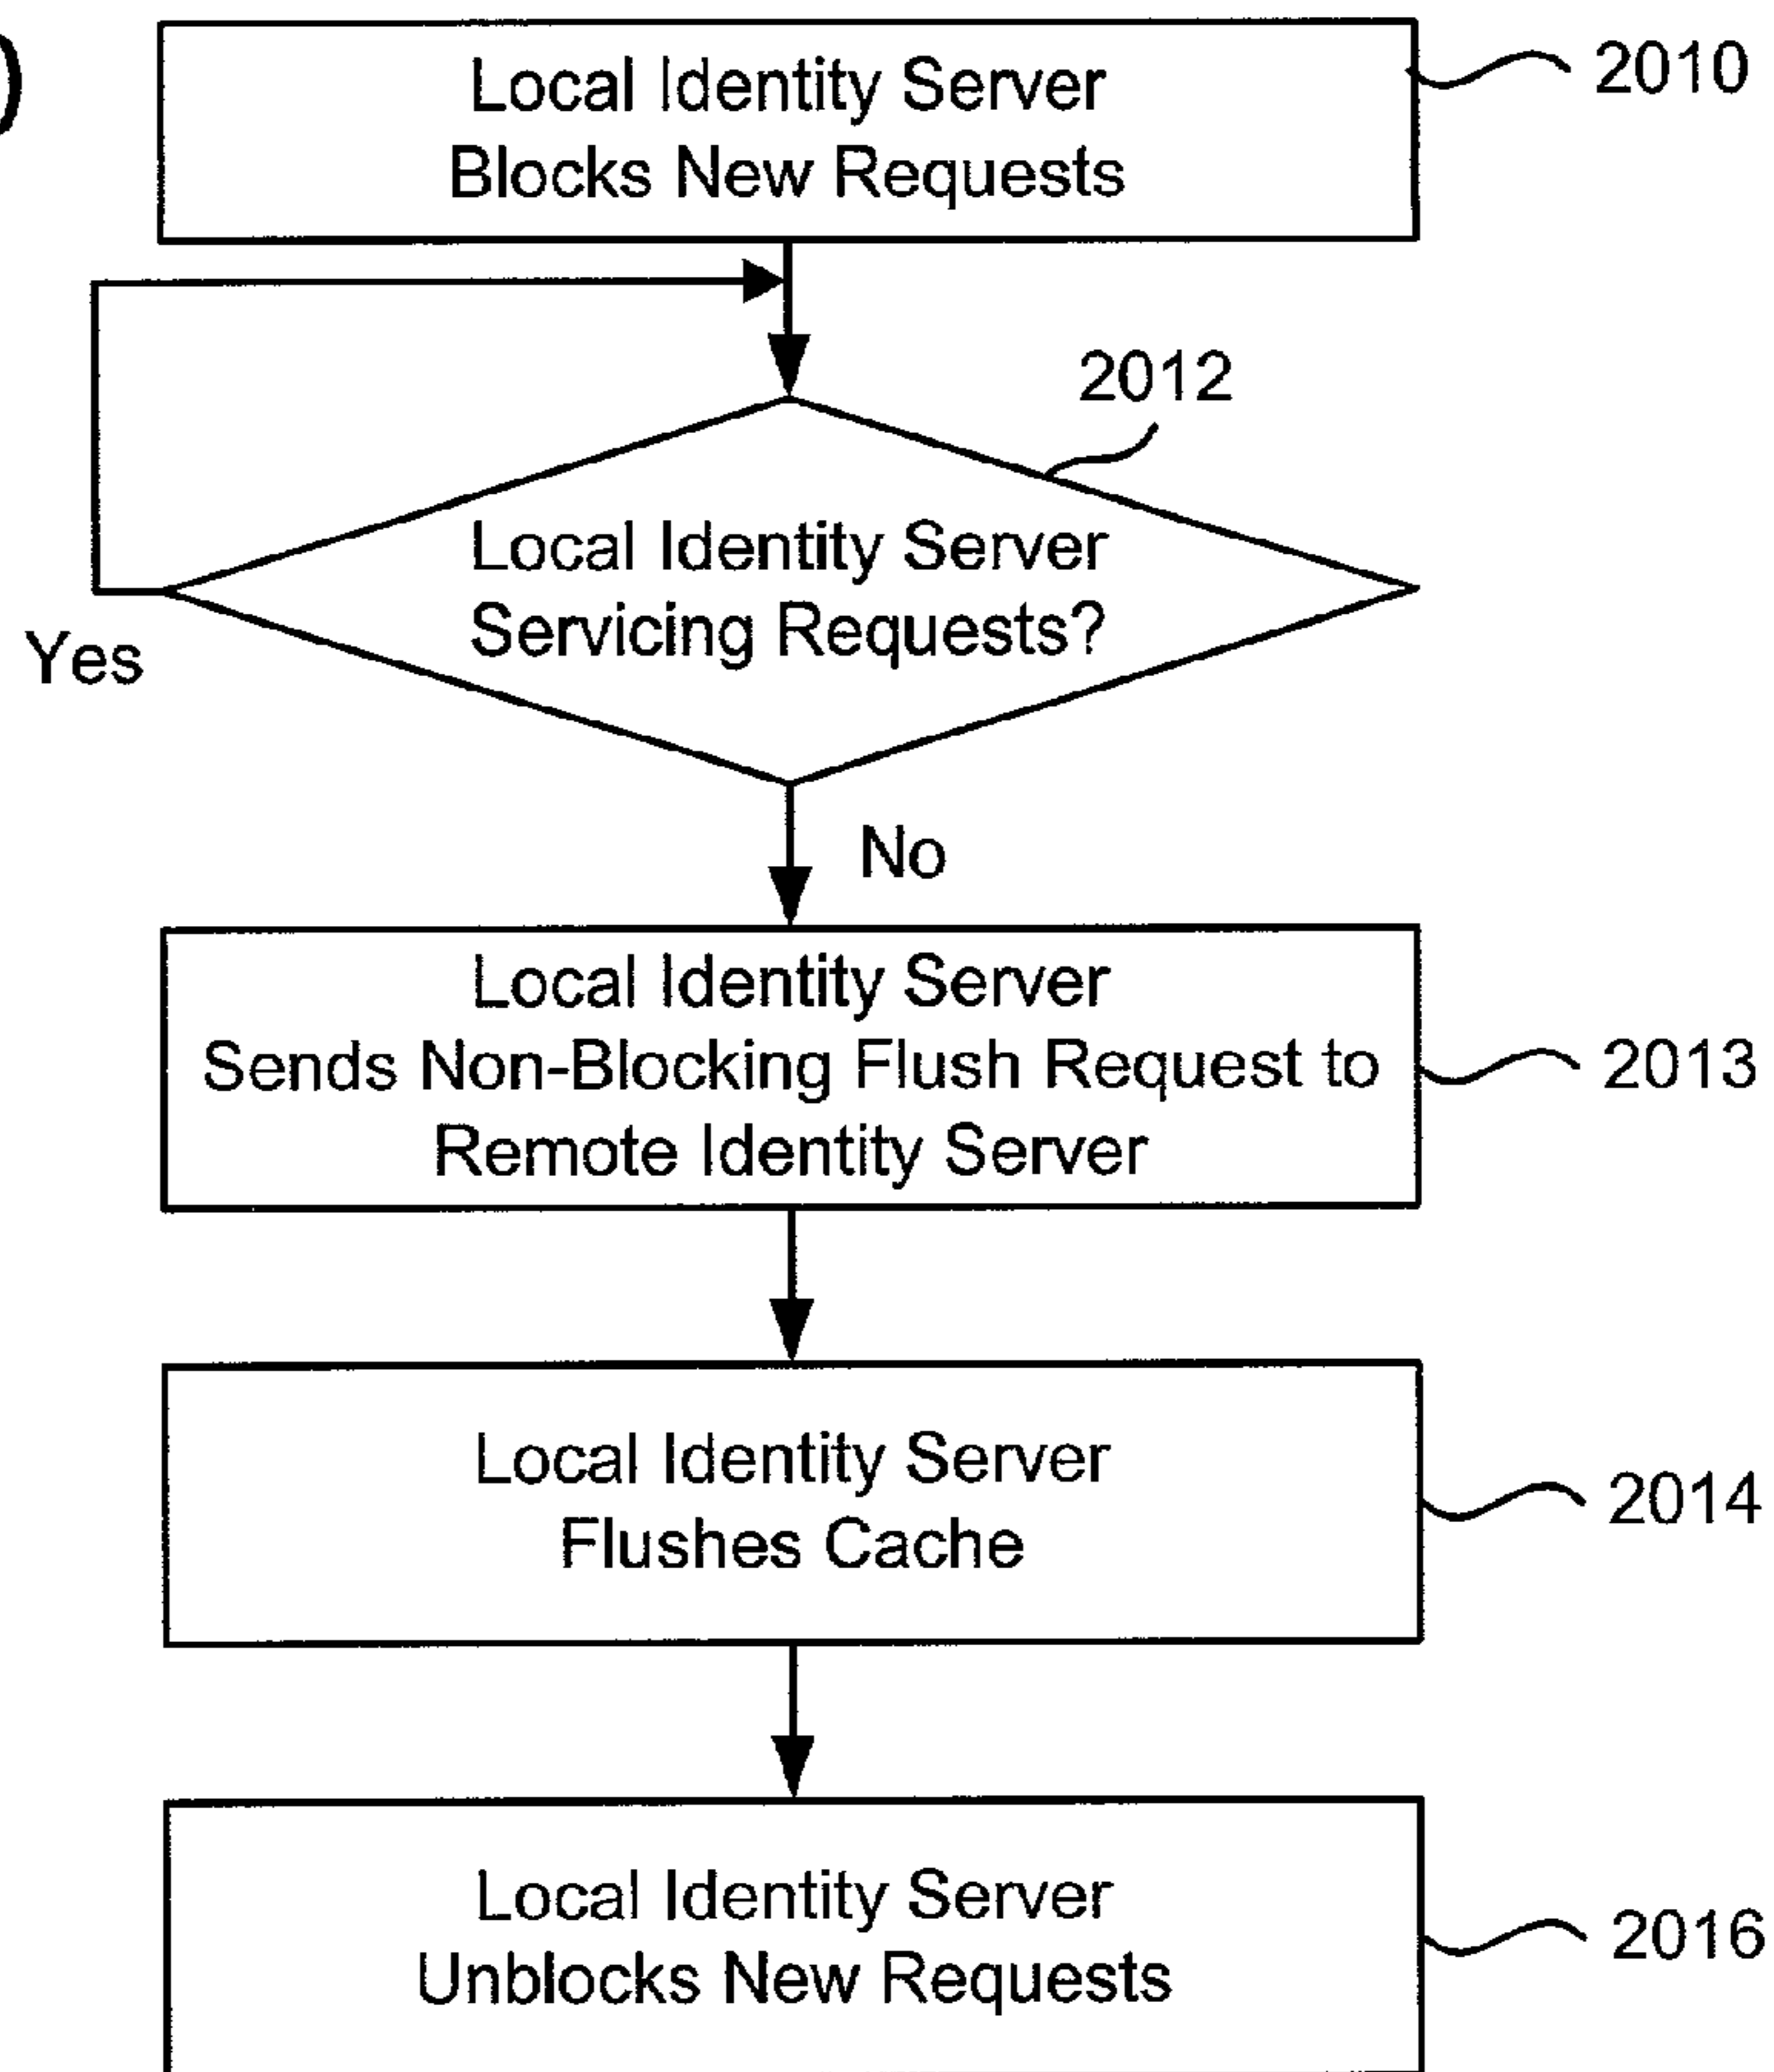 Local Identity Server
Blocks New Requests
2010
2012
Local Identity Server
Servicing Requests?
Yes
No
Local Identity Server
Sends Non-Blocking Flush Request to
Remote Identity Server
2013
Local Identity Server
Flushes Cache
2014
Local Identity Server
Unblocks New Requests
2016